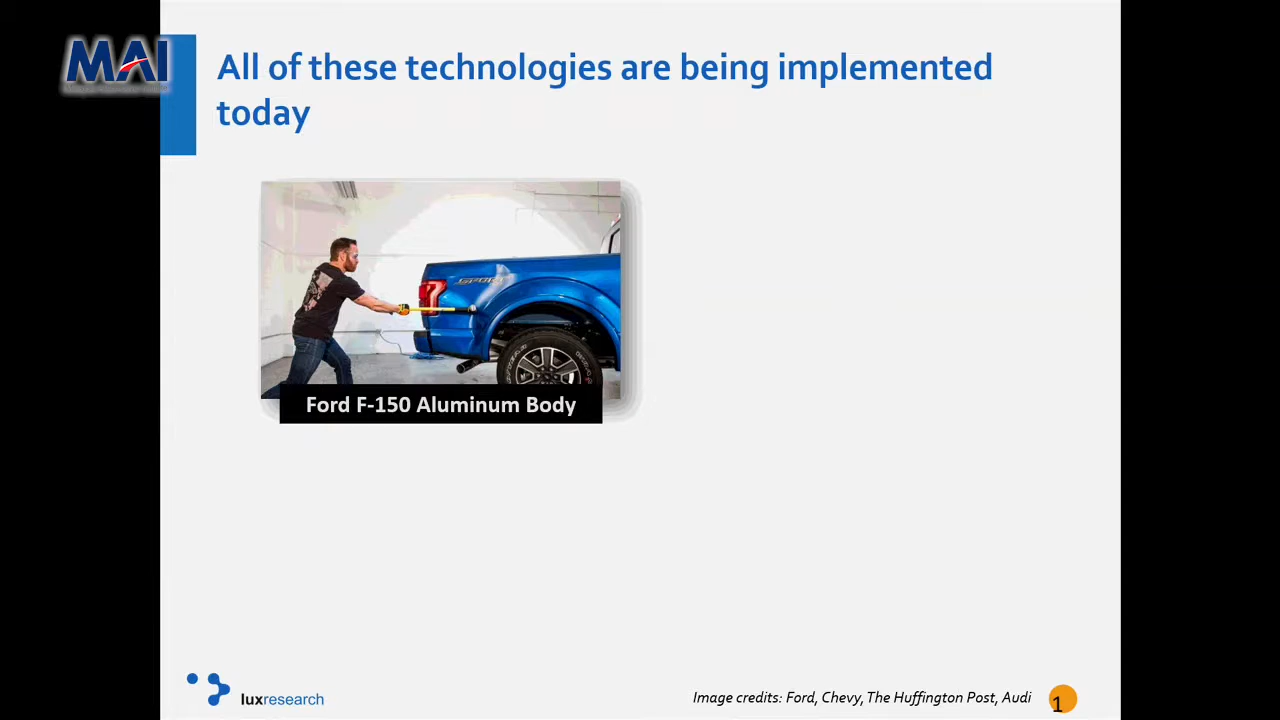 MAI
All of these technologies are being implemented
today
SPORT
Ford F-150 Aluminum Body
luxresearch
Image credits: Ford, Chevy, The Huffington Post, Audi
1